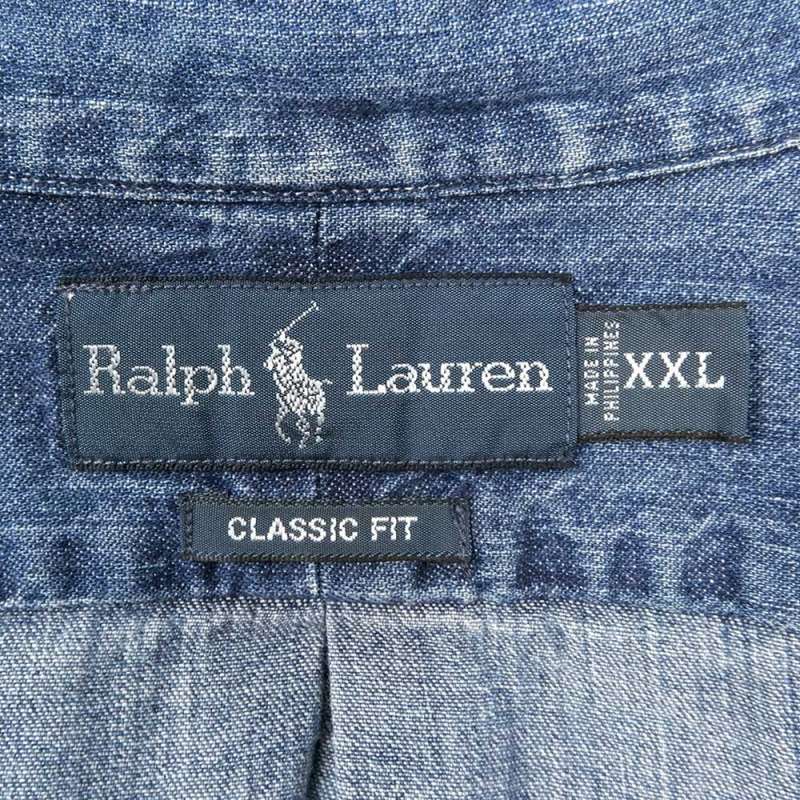 Ralph Lauren
MADE IN
PHILIPPINES
XXL
CLASSIC FIT